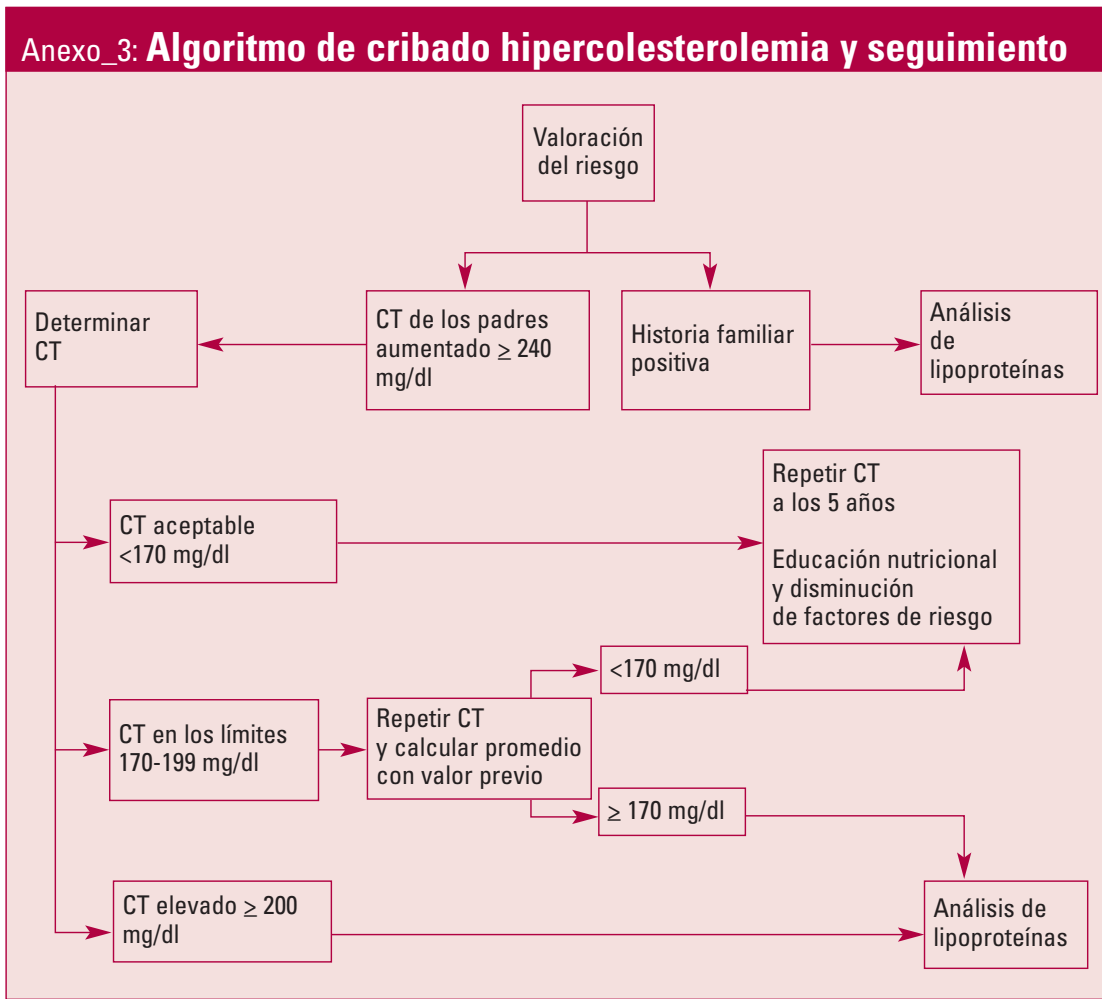 Anexo_3: Algoritmo de cribado hipercolesterolemia y seguimiento
Valoración
del riesgo
Determinar
CT
CT de los padres
aumentado ≥ 240
mg/dl
Historia familiar
positiva
Análisis
de
lipoproteínas
CT aceptable
<170 mg/dl
Repetir CT
a los 5 años
Educación nutricional
y disminución
de factores de riesgo
CT en los límites
170-199 mg/dl
Repetir CT
y calcular promedio
con valor previo
<170 mg/dl
≥ 170 mg/dl
CT elevado ≥ 200
mg/dl
Análisis de
lipoproteínas